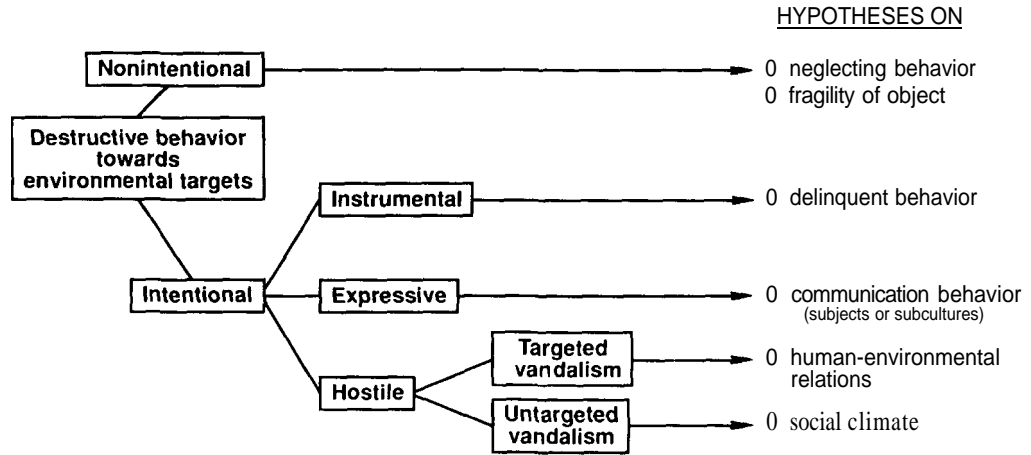 HYPOTHESES ON
Nonintentional
0 neglecting behavior
0 fragility of object
Destructive behavior
towards
environmental targets
Instrumental
0 delinquent behavior
Intentional
Expressive
0 communication behavior
(subjects or subcultures)
Hostile
Targeted
vandalism
0 human-environmental
relations
Untargeted
vandalism
0 social climate